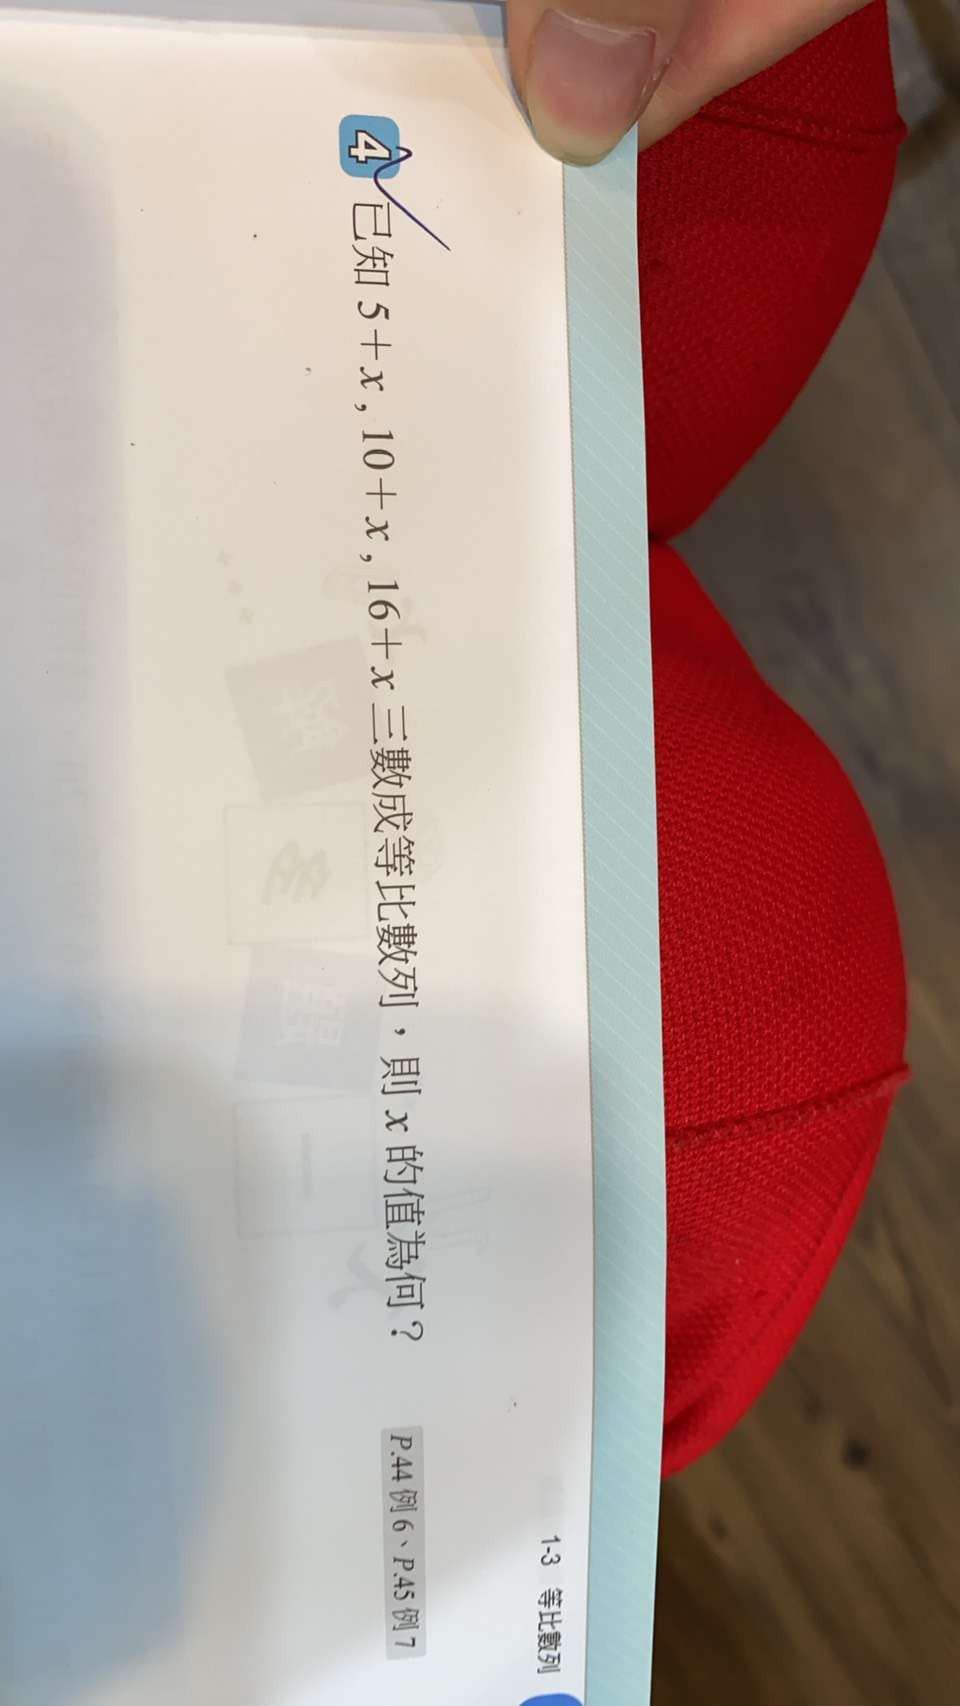 1-3 等比數列
4 已知 5+x , 10+x , 16+x 三數成等比數列，則 x 的值為何？ P.44 例 6、P.45 例 7